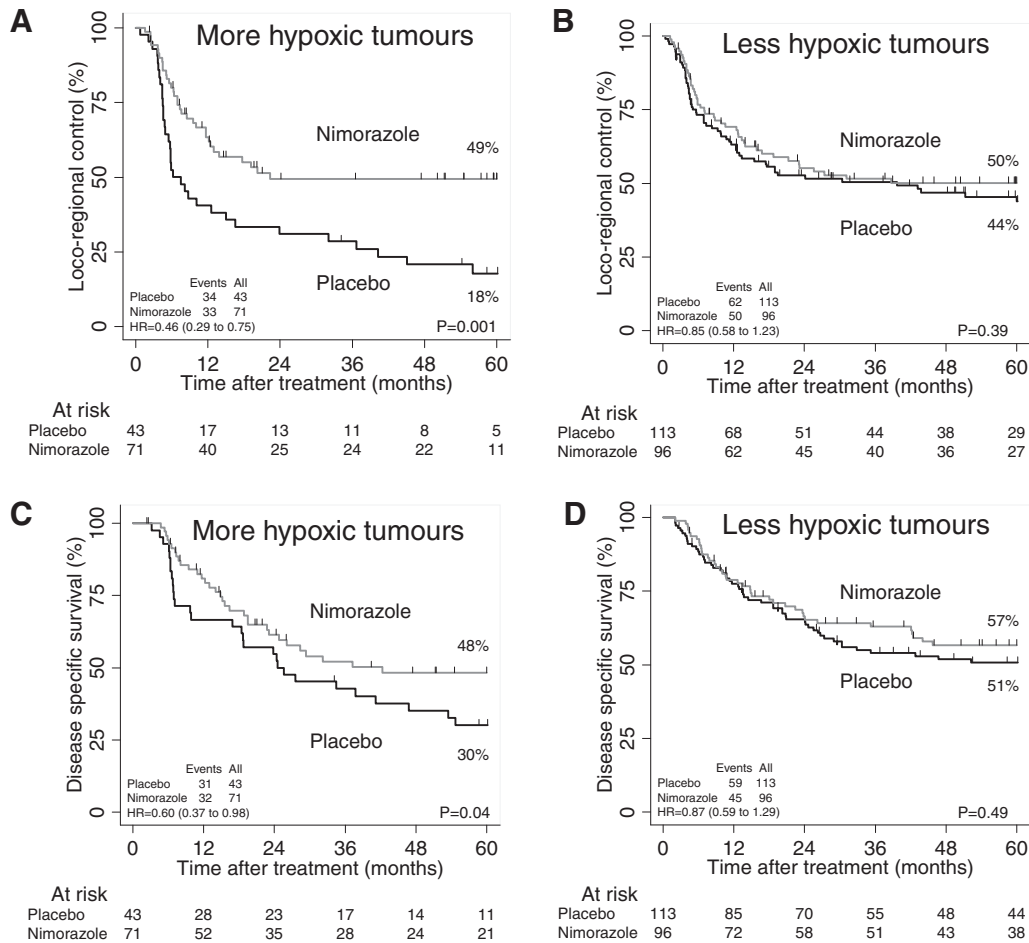 A
More hypoxic tumours
Loco-regional control (%)
100
75
50
25
0
Nimorazole
49%
Placebo
18%
Events All
Placebo 34 43
Nimorazole 33 71
HR=0.46 (0.29 to 0.75)
P=0.001
0 12 24 36 48 60
Time after treatment (months)
At risk
Placebo 43 17 13 11 8 5
Nimorazole 71 40 25 24 22 11
B
Less hypoxic tumours
Loco-regional control (%)
100
75
50
25
0
Nimorazole
50%
Placebo
44%
Events All
Placebo 62 113
Nimorazole 50 96
HR=0.85 (0.58 to 1.23)
P=0.39
0 12 24 36 48 60
Time after treatment (months)
At risk
Placebo 113 68 51 44 38 29
Nimorazole 96 62 45 40 36 27
C
More hypoxic tumours
Disease specific survival (%)
100
75
50
25
0
Nimorazole
48%
Placebo
30%
Events All
Placebo 31 43
Nimorazole 32 71
HR=0.60 (0.37 to 0.98)
P=0.04
0 12 24 36 48 60
Time after treatment (months)
At risk
Placebo 43 28 23 17 14 11
Nimorazole 71 52 35 28 24 21
D
Less hypoxic tumours
Disease specific survival (%)
100
75
50
25
0
Nimorazole
57%
Placebo
51%
Events All
Placebo 59 113
Nimorazole 45 96
HR=0.87 (0.59 to 1.29)
P=0.49
0 12 24 36 48 60
Time after treatment (months)
At risk
Placebo 113 85 70 55 48 44
Nimorazole 96 72 58 51 43 38